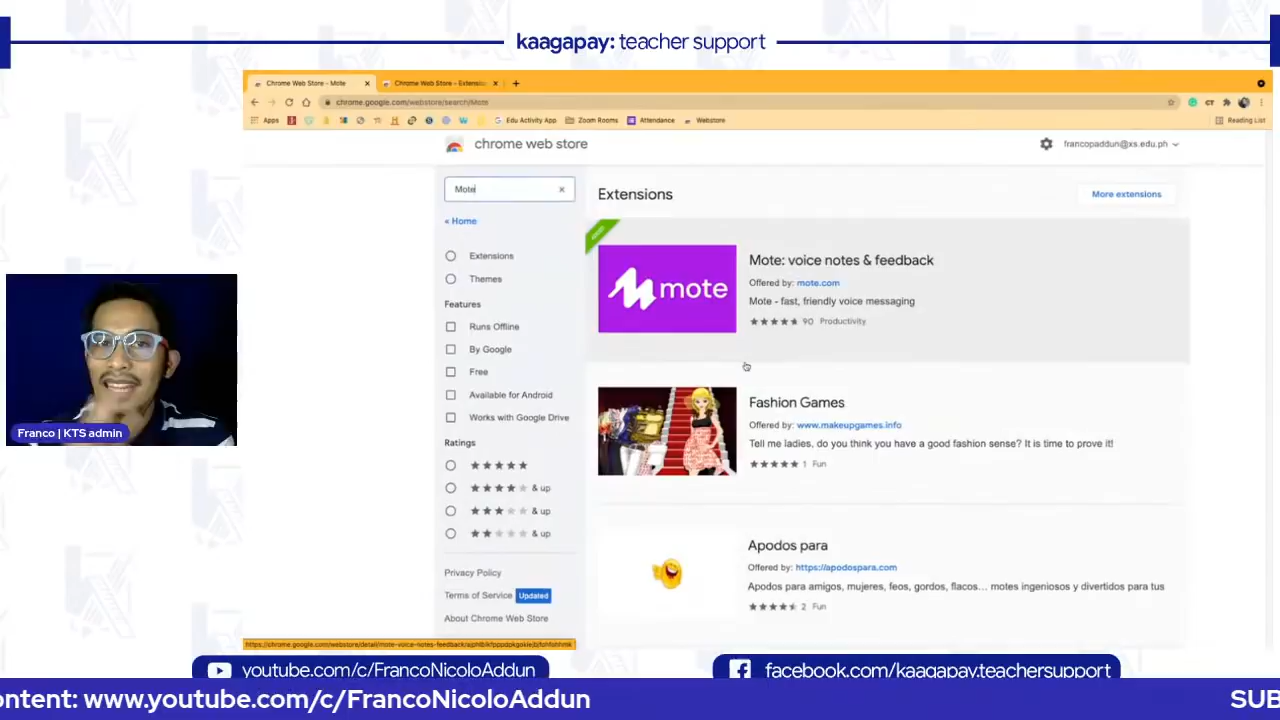 kaagapay: teacher support
Chrome Web Store - Mote
Chrome Web Store - Extension
chrome.google.com/webstore/search/Mote
Apps
Edu Activity App
Zoom Rooms
Attendance
Webstore
Reading List
chrome web store
francopaddun@xs.edu.ph
Mote
« Home
Extensions
Themes
Features
Runs Offline
By Google
Free
Available for Android
Works with Google Drive
Ratings
& up
& up
& up
Privacy Policy
Terms of Service Updated
About Chrome Web Store
Extensions
More extensions
mote
Mote: voice notes & feedback
Offered by: mote.com
Mote - fast, friendly voice messaging
90 Productivity
Fashion Games
Offered by: www.makeupgames.info
Tell me ladies, do you think you have a good fashion sense? It is time to prove it!
1 Fun
Apodos para
Offered by: https://apodospara.com
Apodos para amigos, mujeres, feos, gordos, flacos... motes ingeniosos y divertidos para tus
2 Fun
Franco | KTS admin
youtube.com/c/FrancoNicoloAddun
facebook.com/kaagapay.teachersupport
ontent: www.youtube.com/c/FrancoNicoloAddun
SUB